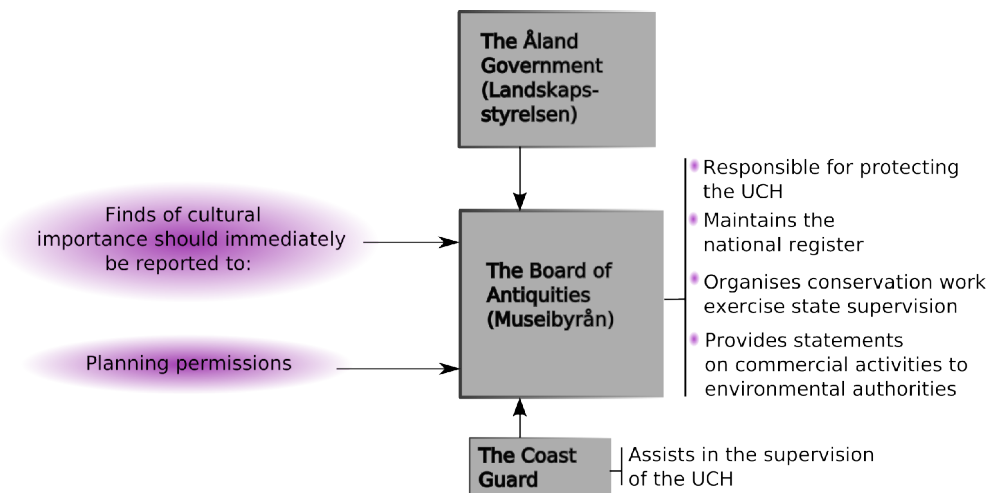 The Åland
Government
(Landskaps-
styrelsen)
Finds of cultural
importance should immediately
be reported to:
Planning permissions
The Board of
Antiquities
(Museibyrån)
Responsible for protecting
the UCH
Maintains the
national register
Organises conservation work
exercise state supervision
Provides statements
on commercial activities to
environmental authorities
The Coast
Guard
Assists in the supervision
of the UCH